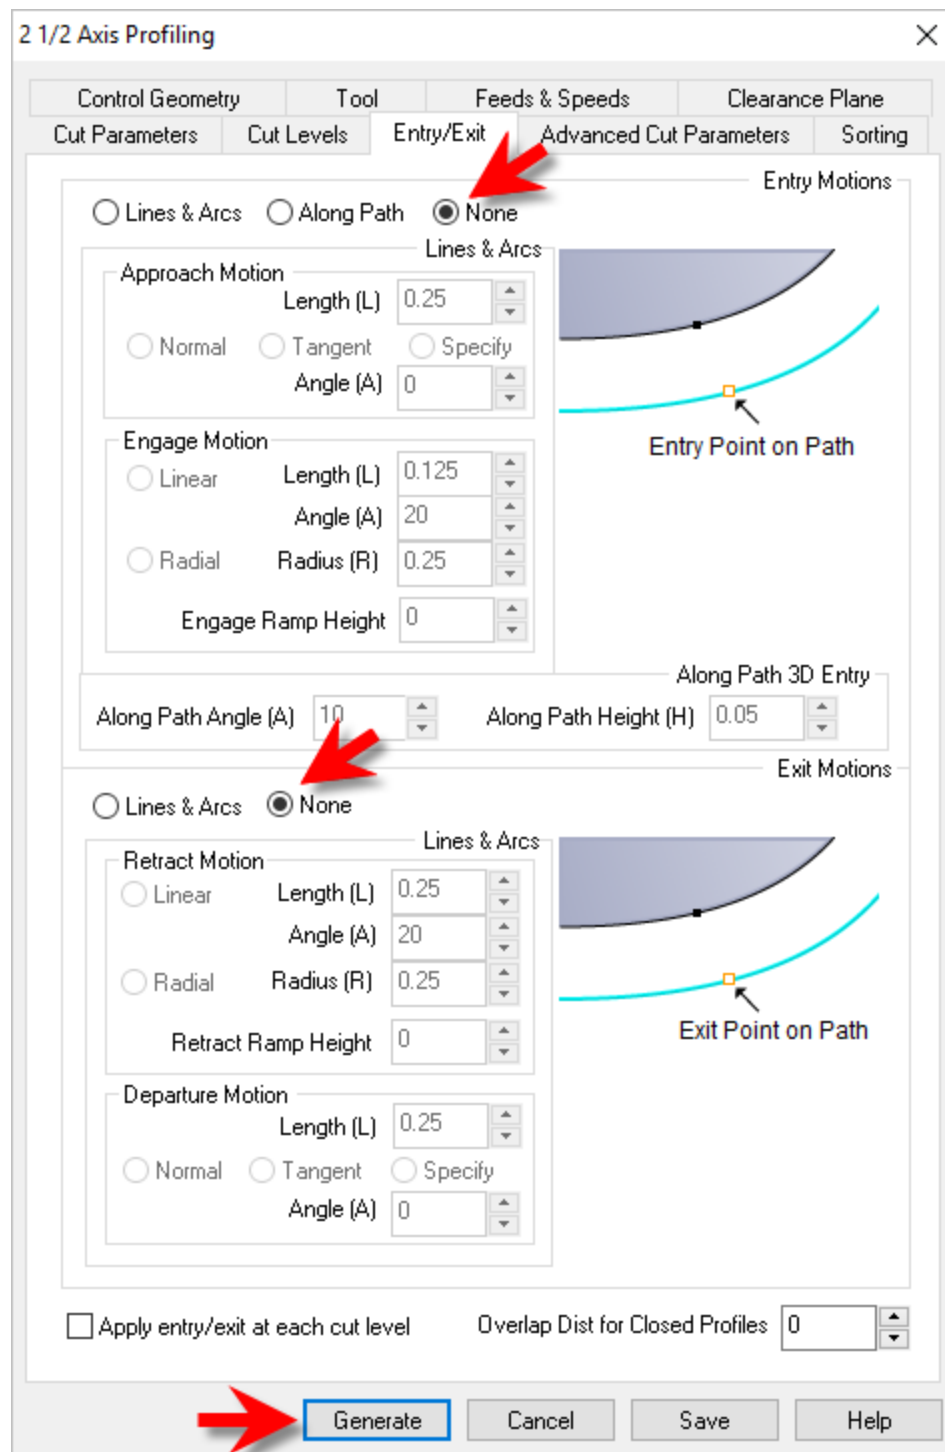 2 1/2 Axis Profiling
Control Geometry Tool Feeds & Speeds Clearance Plane
Cut Parameters Cut Levels Entry/Exit Advanced Cut Parameters Sorting
Entry Motions
Lines & Arcs Along Path None
Lines & Arcs
Approach Motion
Length (L) 0.25
Normal Tangent Specify
Angle (A) 0
Engage Motion
Linear Length (L) 0.125
Angle (A) 20
Radial Radius (R) 0.25
Engage Ramp Height 0
Entry Point on Path
Along Path 3D Entry
Along Path Angle (A) 10 Along Path Height (H) 0.05
Exit Motions
Lines & Arcs None
Lines & Arcs
Retract Motion
Linear Length (L) 0.25
Angle (A) 20
Radial Radius (R) 0.25
Retract Ramp Height 0
Exit Point on Path
Departure Motion
Length (L) 0.25
Normal Tangent Specify
Angle (A) 0
Apply entry/exit at each cut level Overlap Dist for Closed Profiles 0
Generate Cancel Save Help